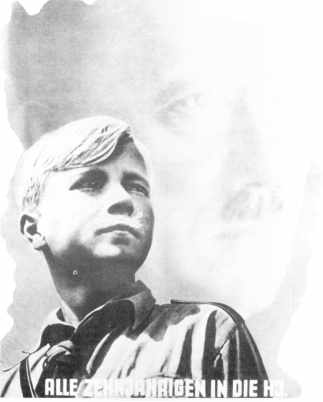 ALLE ZEHNJÄHRIGEN IN DIE HJ.